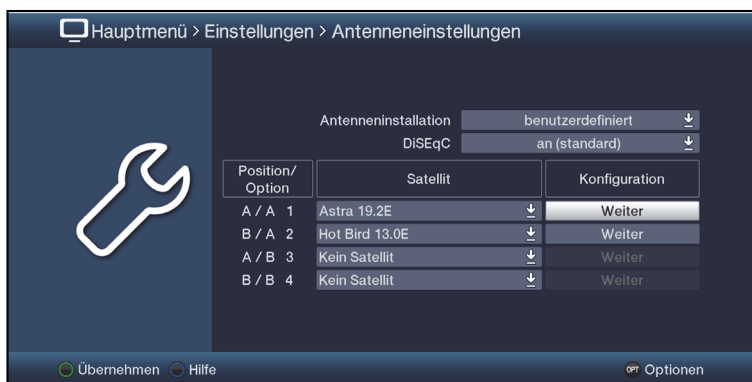 Hauptmenü > Einstellungen > Antenneneinstellungen
Antenneninstallation benutzerdefiniert
DiSEqC an (standard)
Position/
Option Satellit Konfiguration
A / A 1 Astra 19.2E Weiter
B / A 2 Hot Bird 13.0E Weiter
A / B 3 Kein Satellit Weiter
B / B 4 Kein Satellit Weiter
Übernehmen Hilfe OPT Optionen